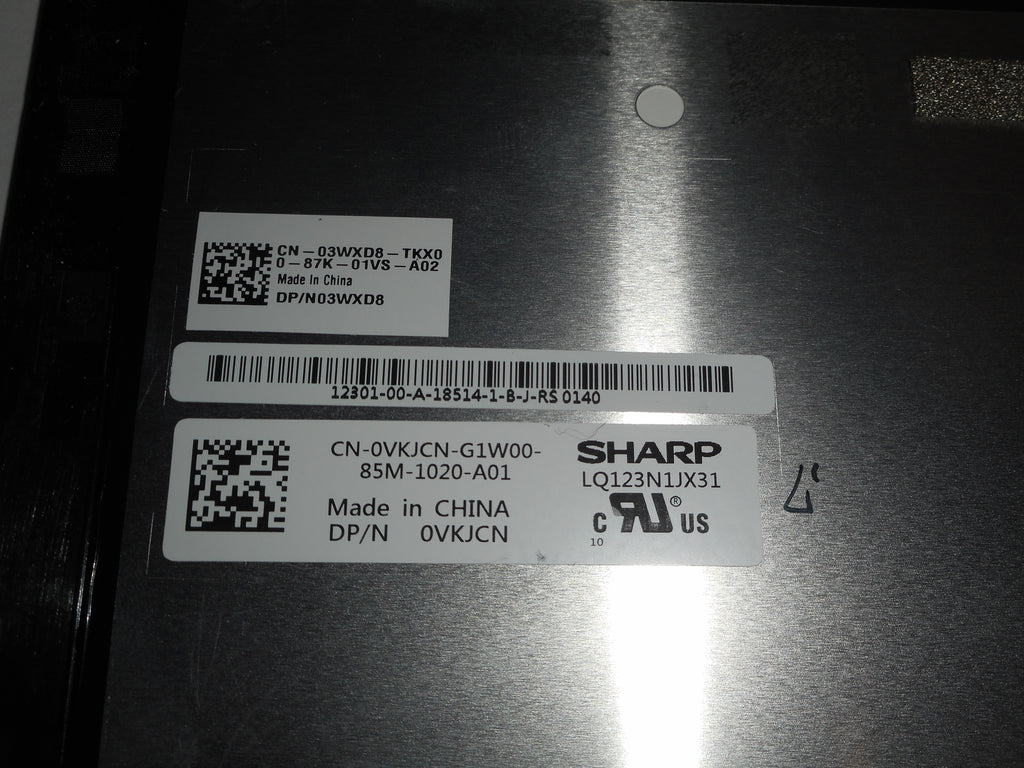 CN-03WXD8-TKX0
0-87K-01VS-A02
Made In China
DP/N03WXD8
12301-00-A-18514-1-B-J-RS 0140
CN-0VKJCN-G1W00-
85M-1020-A01
Made in CHINA
DP/N 0VKJCN
SHARP
LQ123N1JX31
C RU ® US
10